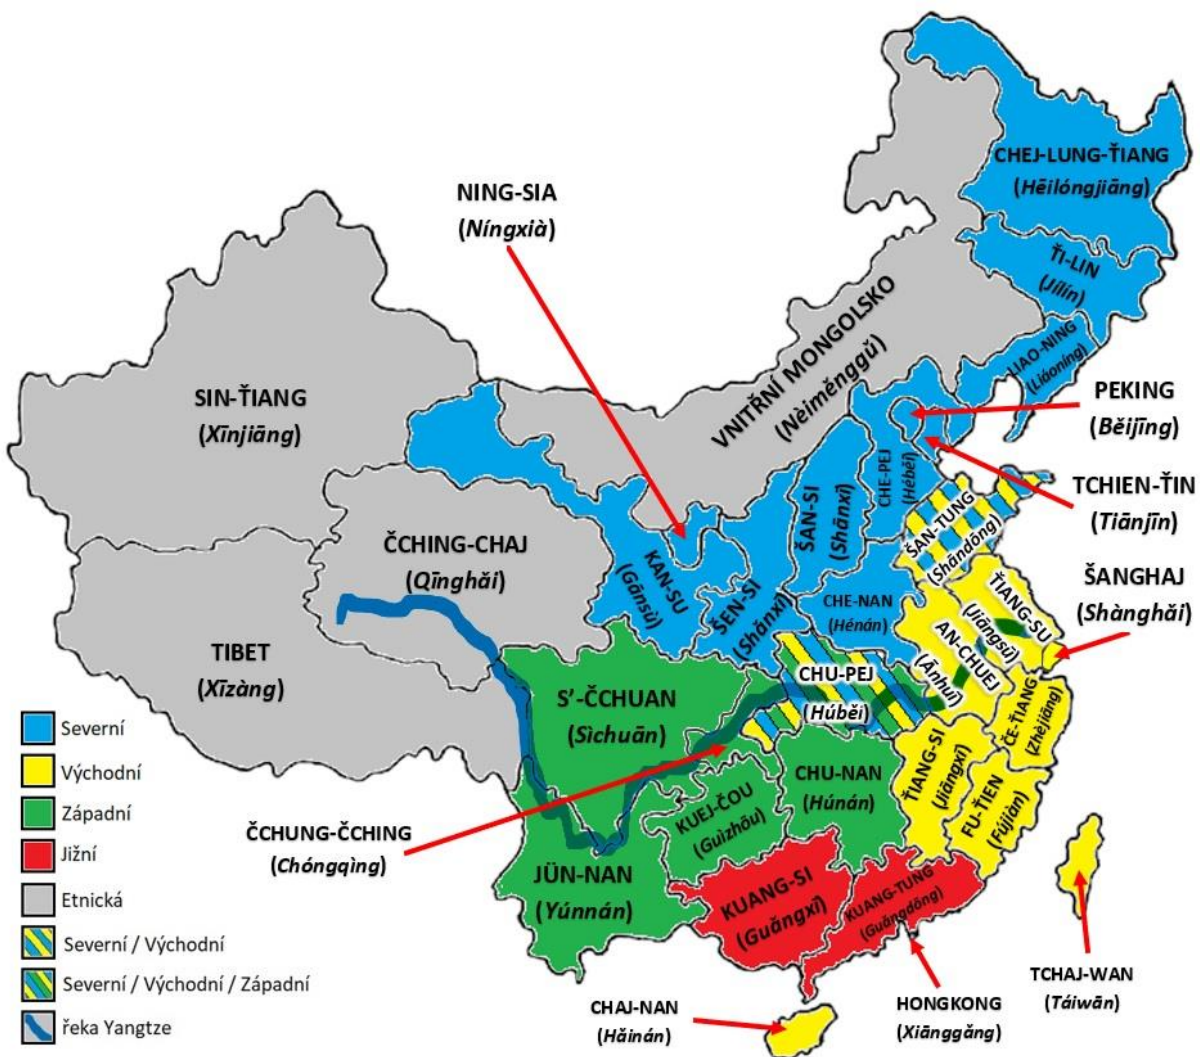 CHEJ-LUNG-ŤIANG
(Hēilóngjiāng)
NING-SIA
(Níngxià)
ŤI-LIN
(Jílín)
LIAO-NING
(Liáoníng)
VNITŘNÍ MONGOLSKO
(Nèiměnggǔ)
SIN-ŤIANG
(Xīnjiāng)
PEKING
(Běijīng)
CHE-PEJ
(Héběi)
TCHIEN-ŤIN
(Tiānjīn)
ŠAN-SI
(Shānxī)
ŠAN-TUNG
(Shāndōng)
ČCHING-CHAJ
(Qīnghǎi)
KAN-SU
(Gānsù)
ŠEN-SI
(Shǎnxī)
CHE-NAN
(Hénán)
ŠANGHAJ
(Shànghǎi)
ŤIANG-SU
(Jiāngsū)
AN-CHUEJ
(Ānhuī)
TIBET
(Xīzàng)
S’-ČCHUAN
(Sìchuān)
CHU-PEJ
(Húběi)
ČE-ŤIANG
(Zhèjiāng)
ŤIANG-SI
(Jiāngxī)
CHU-NAN
(Húnán)
FU-ŤIEN
(Fújiàn)
KUEJ-ČOU
(Guìzhōu)
ČCHUNG-ČCHING
(Chóngqìng)
JÜN-NAN
(Yúnnán)
KUANG-SI
(Guǎngxī)
KUANG-TUNG
(Guǎngdōng)
TCHAJ-WAN
(Táiwān)
CHAJ-NAN
(Hǎinán)
HONGKONG
(Xiānggǎng)
Severní
Východní
Západní
Jižní
Etnická
Severní / Východní
Severní / Východní / Západní
řeka Yangtze